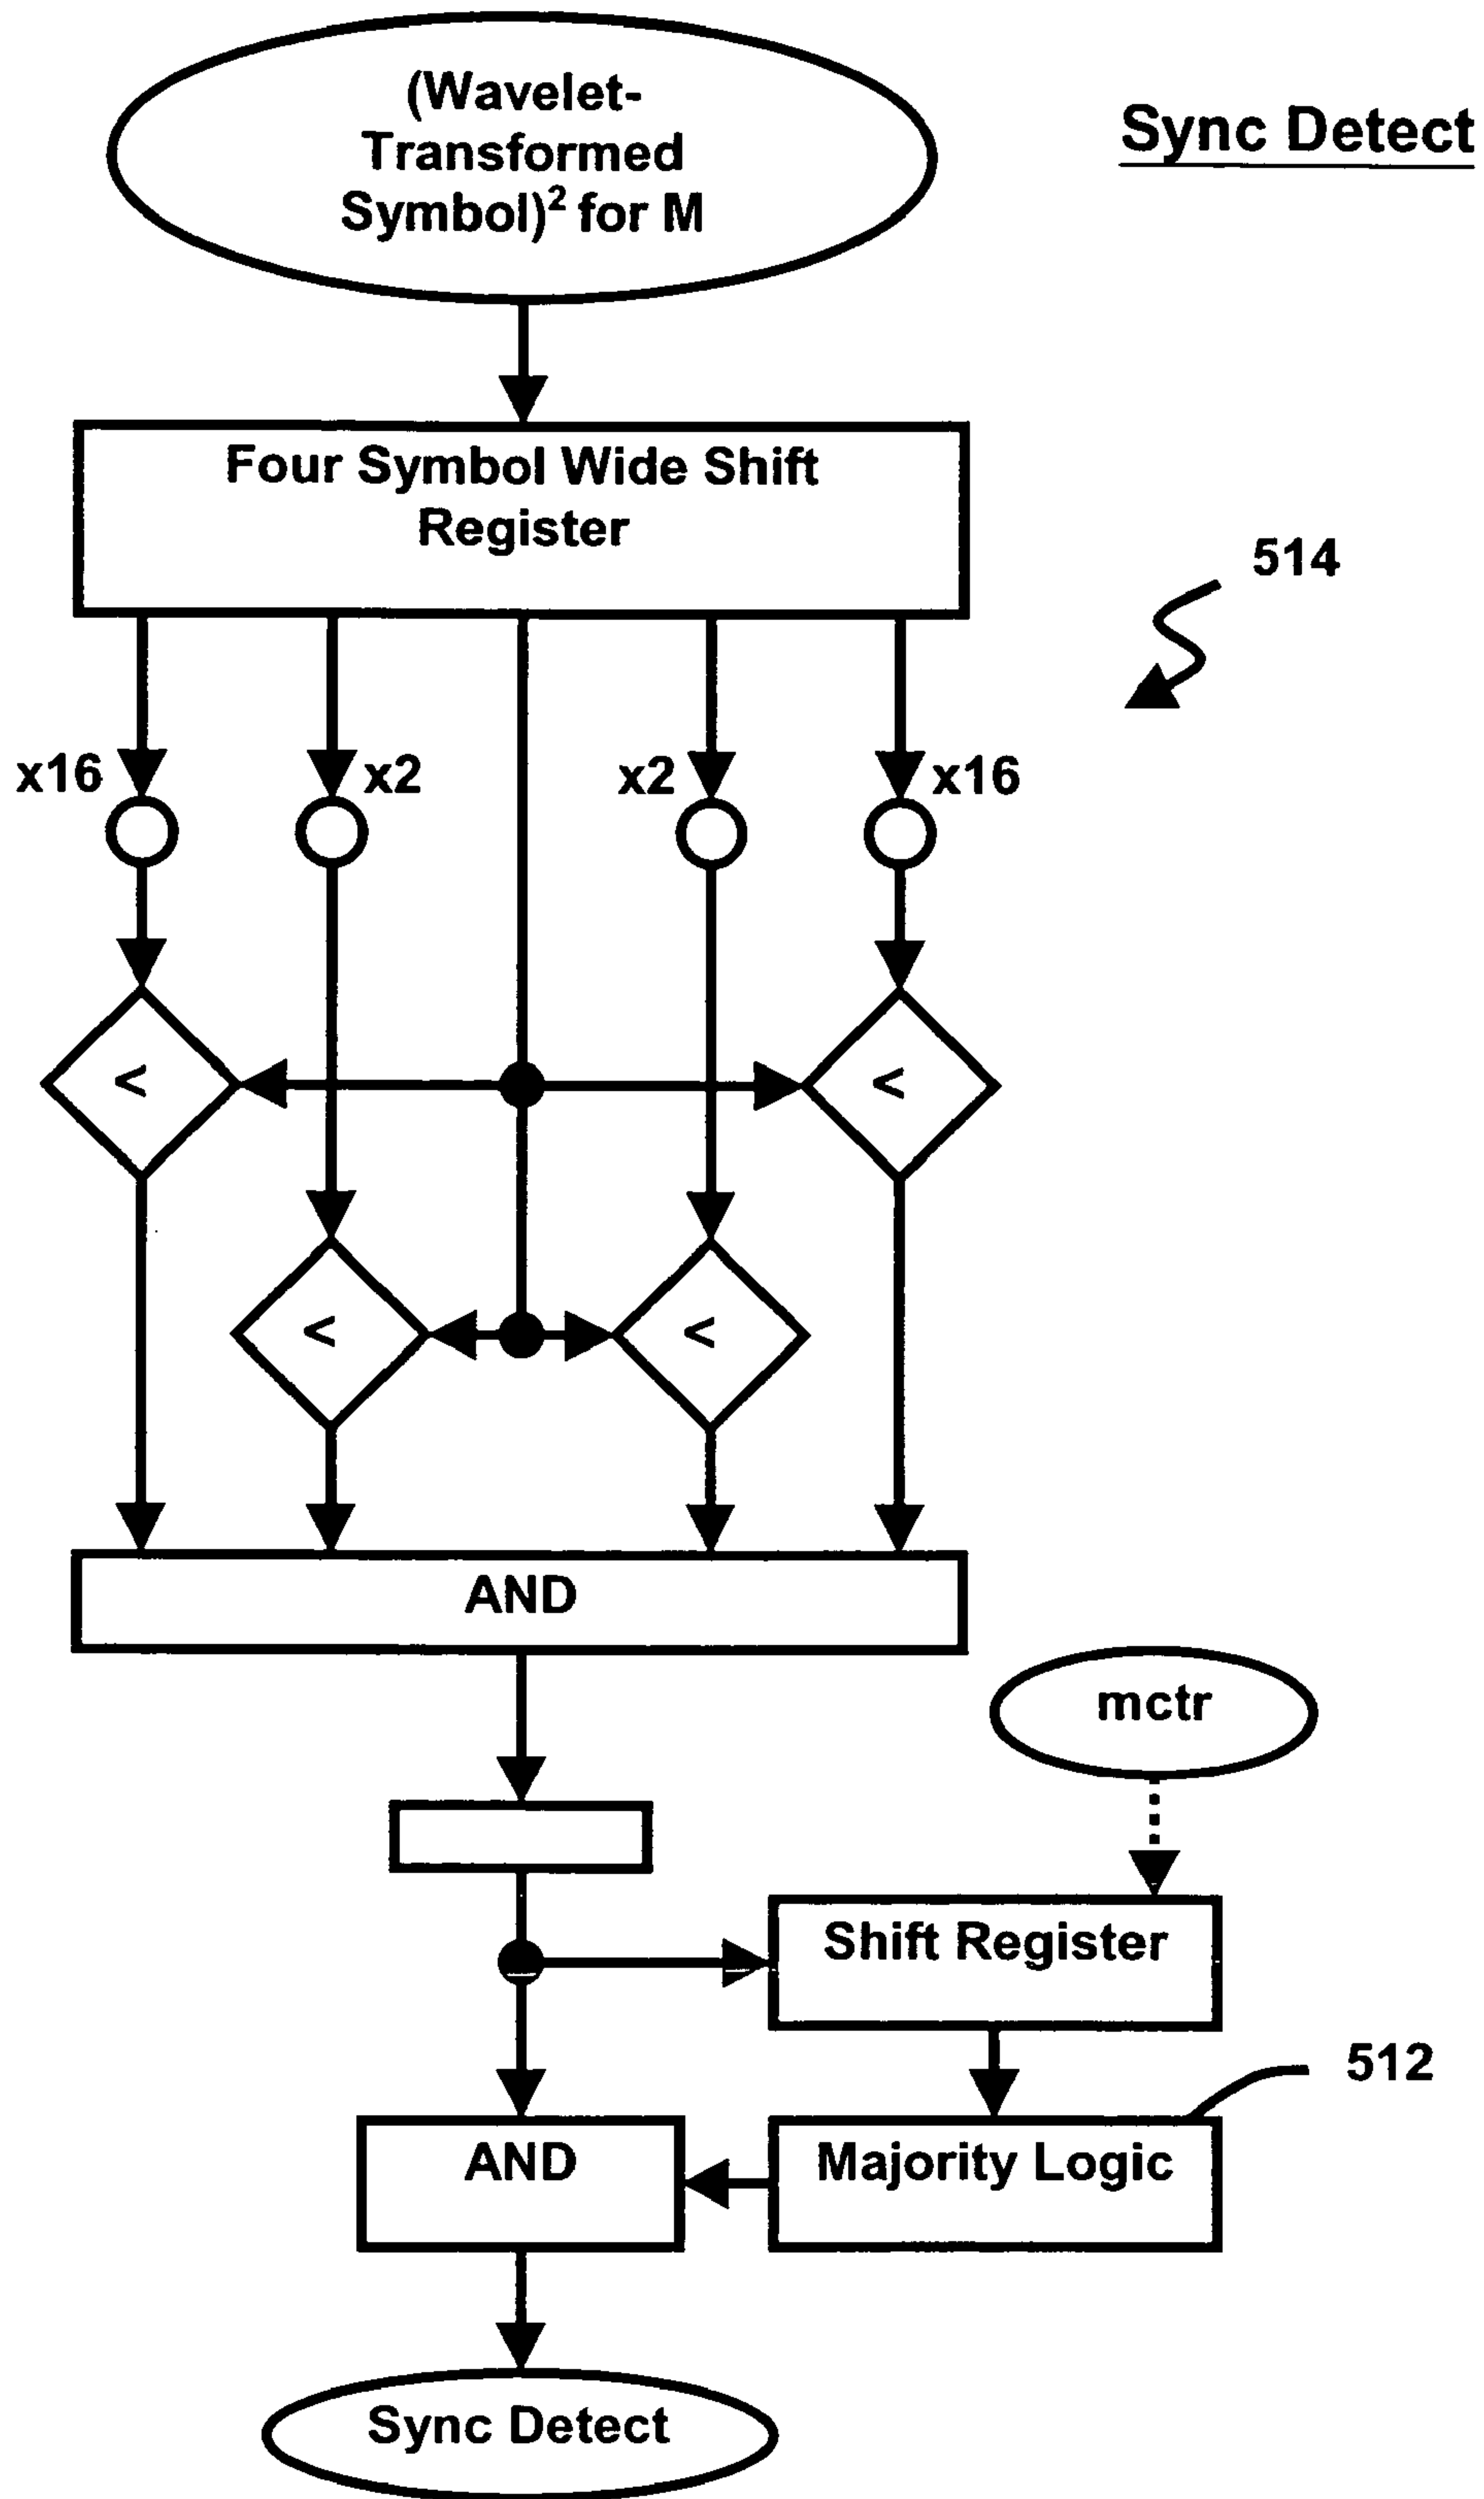 (Wavelet-
Transformed
Symbol)² for M
Sync Detect
Four Symbol Wide Shift
Register
514
x16
x2
x2
x16
<
<
<
<
AND
mctr
Shift Register
512
AND
Majority Logic
Sync Detect